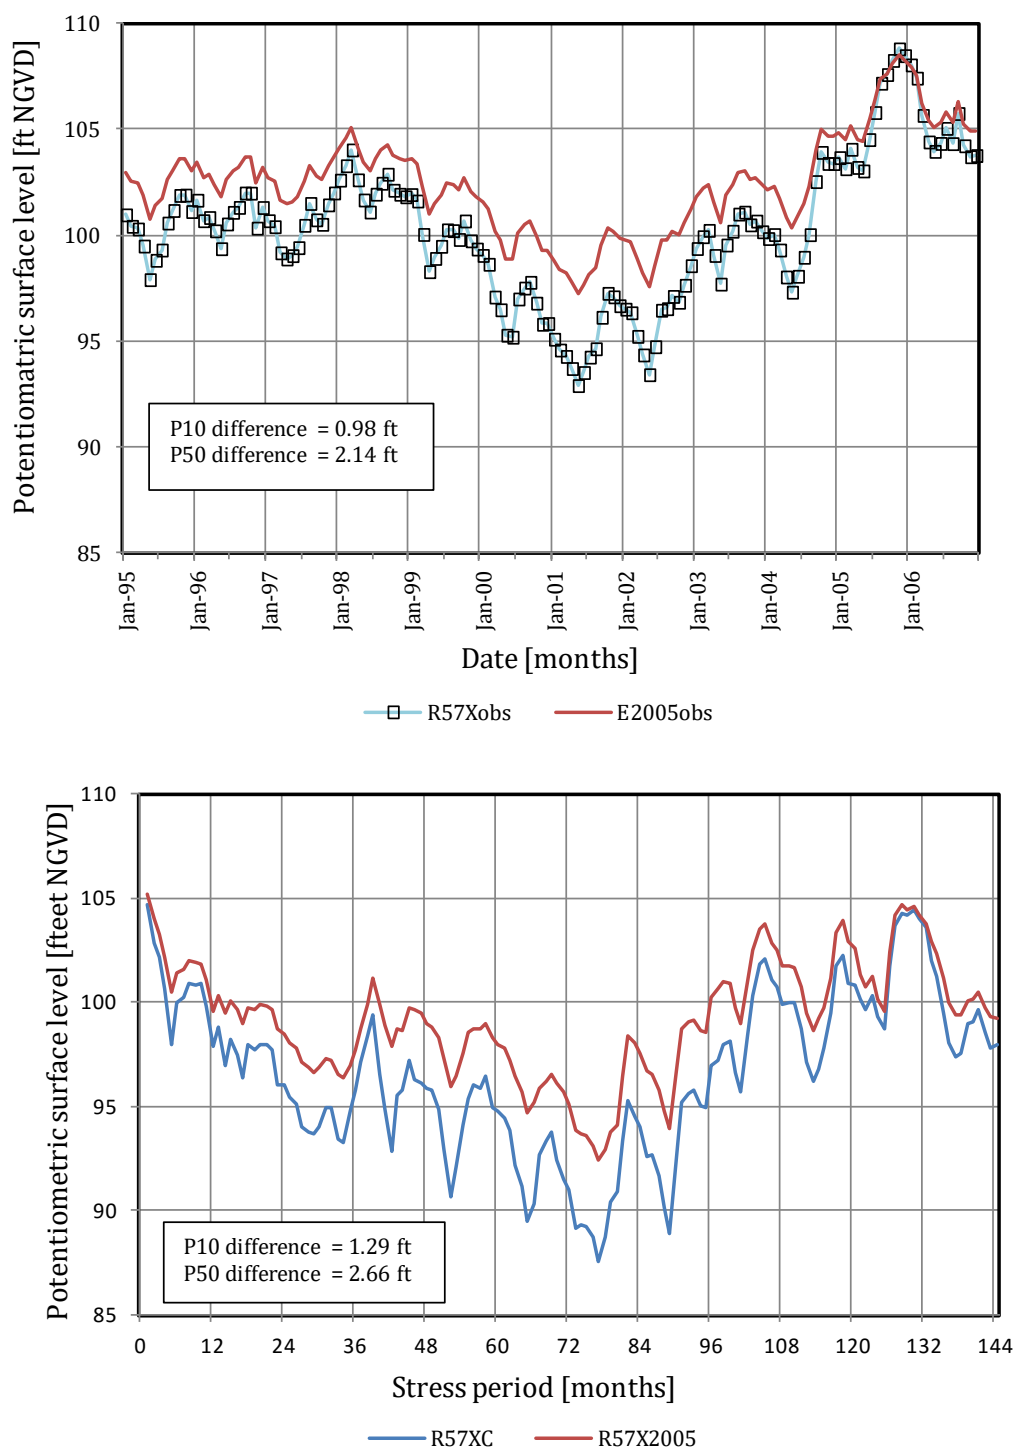 Potentiomatric surface level [ft NGVD]
110
105
100
95
90
85
P10 difference = 0.98 ft
P50 difference = 2.14 ft
Jan-95
Jan-96
Jan-97
Jan-98
Jan-99
Jan-00
Jan-01
Jan-02
Jan-03
Jan-04
Jan-05
Jan-06
Date [months]
R57Xobs
E2005obs
Potentiometric surface level [fteet NGVD]
110
105
100
95
90
85
P10 difference = 1.29 ft
P50 difference = 2.66 ft
0 12 24 36 48 60 72 84 96 108 120 132 144
Stress period [months]
R57XC
R57X2005